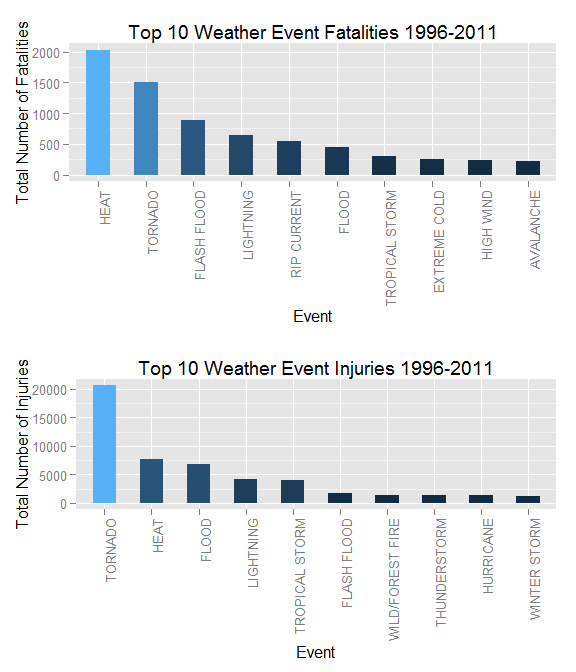 Top 10 Weather Event Fatalities 1996-2011
Total Number of Fatalities
2000
1500
1000
500
0
HEAT
TORNADO
FLASH FLOOD
LIGHTNING
RIP CURRENT
FLOOD
TROPICAL STORM
EXTREME COLD
HIGH WIND
AVALANCHE
Event
Top 10 Weather Event Injuries 1996-2011
Total Number of Injuries
20000
15000
10000
5000
0
TORNADO
HEAT
FLOOD
LIGHTNING
TROPICAL STORM
FLASH FLOOD
WILD/FOREST FIRE
THUNDERSTORM
HURRICANE
WINTER STORM
Event